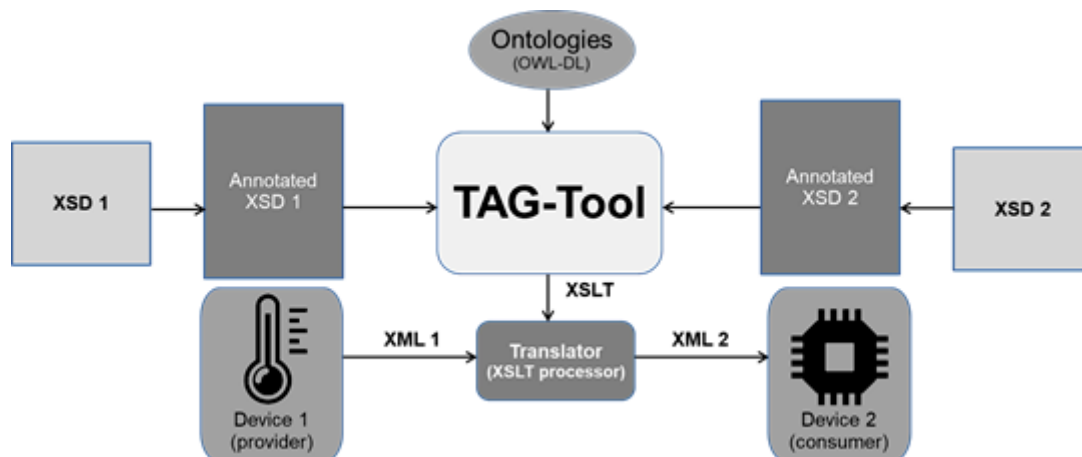 Ontologies
(OWL-DL)
XSD 1
Annotated
XSD 1
TAG-Tool
Annotated
XSD 2
XSD 2
XSLT
XML 1
Translator
(XSLT processor)
XML 2
Device 1
(provider)
Device 2
(consumer)